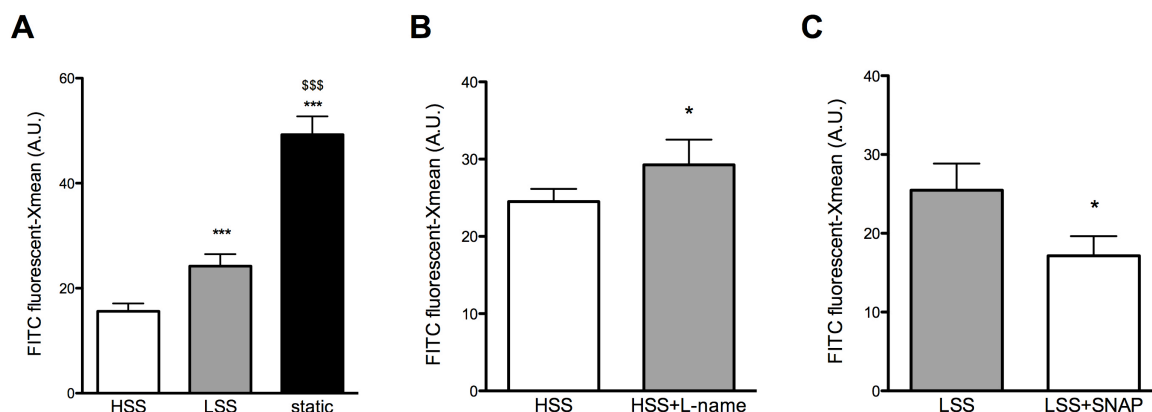 A
FITC fluorescent-Xmean (A.U.)
60
40
20
0
***
$$$
***
HSS
LSS
static
B
FITC fluorescent-Xmean (A.U.)
40
30
20
10
0
*
HSS
HSS+L-name
C
FITC fluorescent-Xmean (A.U.)
40
30
20
10
0
*
LSS
LSS+SNAP